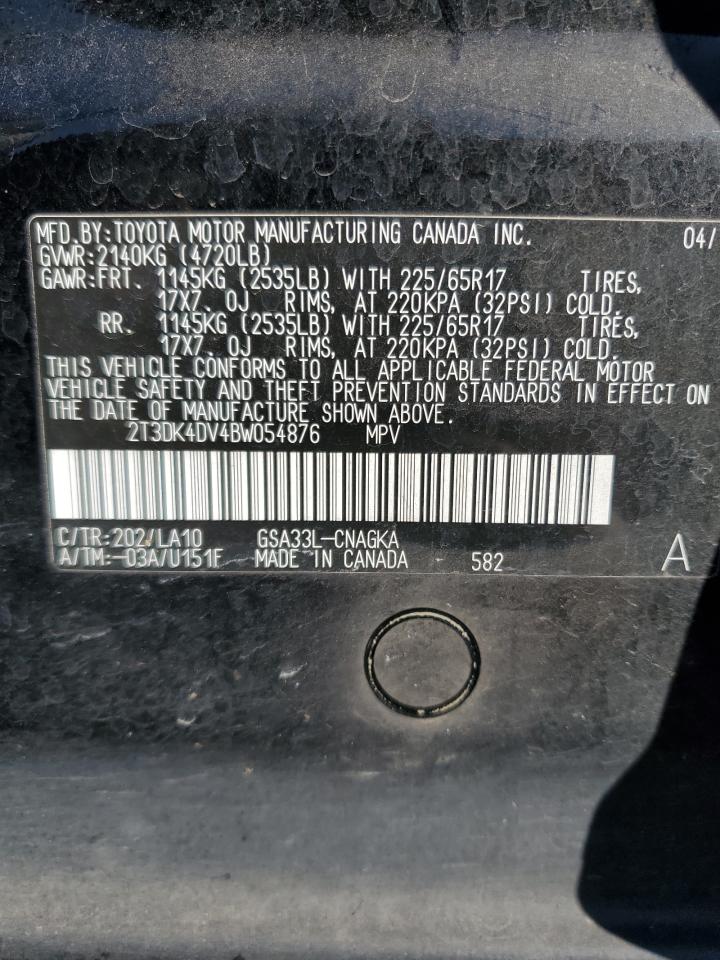 MFD.BY:TOYOTA MOTOR MANUFACTURING CANADA INC. 04/
GVWR:2140KG (4720LB)
GAWR:FRT. 1145KG (2535LB) WITH 225/65R17 TIRES,
17X7.0J RIMS, AT 220KPA (32PSI) COLD.
RR. 1145KG (2535LB) WITH 225/65R17 TIRES,
17X7.0J RIMS, AT 220KPA (32PSI) COLD.
THIS VEHICLE CONFORMS TO ALL APPLICABLE FEDERAL MOTOR
VEHICLE SAFETY AND THEFT PREVENTION STANDARDS IN EFFECT ON
THE DATE OF MANUFACTURE SHOWN ABOVE.
2T3DK4DV4BW054876 MPV
C/TR:202/LA10 GSA33L-CNAGKA
A/TM:-03A/U151F MADE IN CANADA 582 A